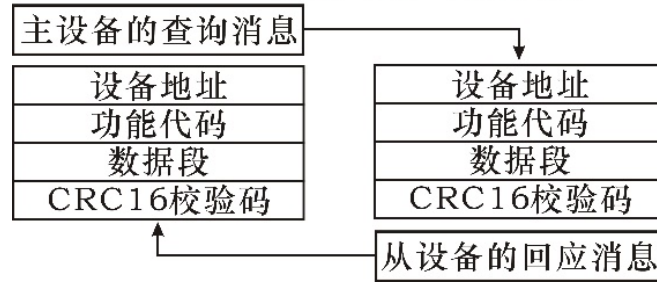 主设备的查询消息
设备地址
功能代码
数据段
CRC16校验码
设备地址
功能代码
数据段
CRC16校验码
从设备的回应消息